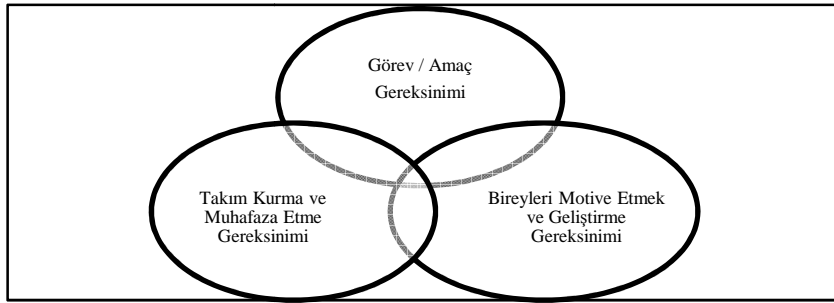 Görev / Amaç
Gereksinimi
Takım Kurma ve
Muhafaza Etme
Gereksinimi
Bireyleri Motive Etmek
ve Geliştirme
Gereksinimi